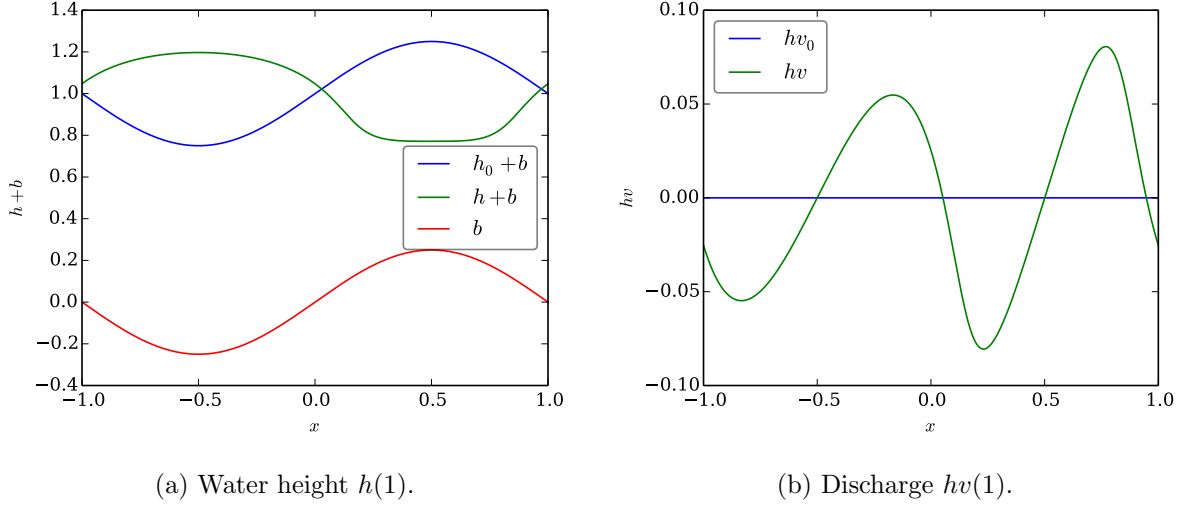 1.4
1.2
1.0
0.8
0.6
0.4
0.2
0.0
−0.2
−0.4
−1.0 −0.5 0.0 0.5 1.0
x
h+b
h₀+b
h+b
b
(a) Water height h(1).
0.10
0.05
0.00
−0.05
−0.10
−1.0 −0.5 0.0 0.5 1.0
x
hv
hv₀
hv
(b) Discharge hv(1).